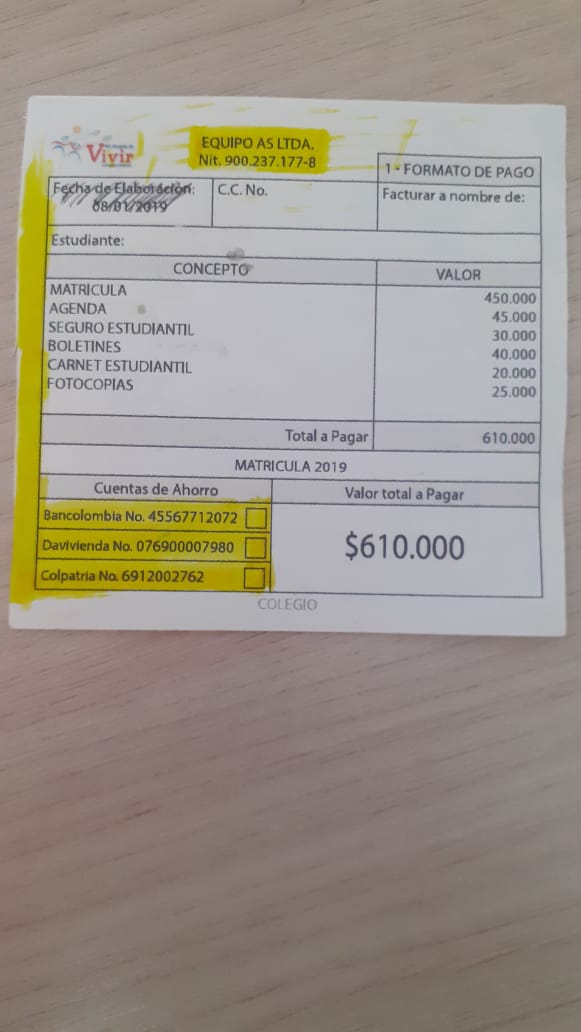 Vivir
EQUIPO AS LTDA.
Nit. 900.237.177-8
1 - FORMATO DE PAGO
Fecha de Elaboración:
08/01/2019
C.C. No.
Facturar a nombre de:
Estudiante:
CONCEPTO VALOR
MATRICULA 450.000
AGENDA 45.000
SEGURO ESTUDIANTIL 30.000
BOLETINES 40.000
CARNET ESTUDIANTIL 20.000
FOTOCOPIAS 25.000
Total a Pagar 610.000
MATRICULA 2019
Cuentas de Ahorro Valor total a Pagar
Bancolombia No. 45567712072
Davivienda No. 076900007980
Colpatria No. 6912002762
$610.000
COLEGIO